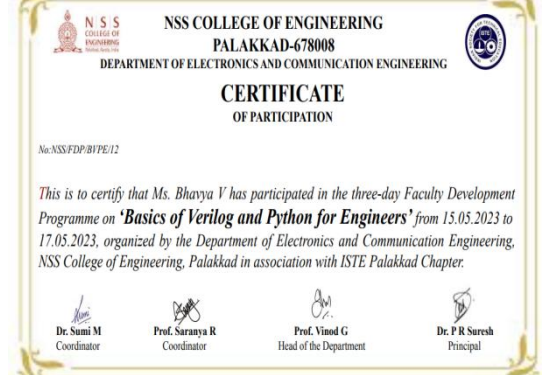 N S S
COLLEGE OF
ENGINEERING
NSS COLLEGE OF ENGINEERING
PALAKKAD-678008
DEPARTMENT OF ELECTRONICS AND COMMUNICATION ENGINEERING
ISTE
CERTIFICATE
OF PARTICIPATION
No:NSS/FDP/BVPE/12
This is to certify that Ms. Bhavya V has participated in the three-day Faculty Development
Programme on ‘Basics of Verilog and Python for Engineers’ from 15.05.2023 to
17.05.2023, organized by the Department of Electronics and Communication Engineering,
NSS College of Engineering, Palakkad in association with ISTE Palakkad Chapter.
Dr. Sumi M
Coordinator
Prof. Saranya R
Coordinator
Prof. Vinod G
Head of the Department
Dr. P R Suresh
Principal